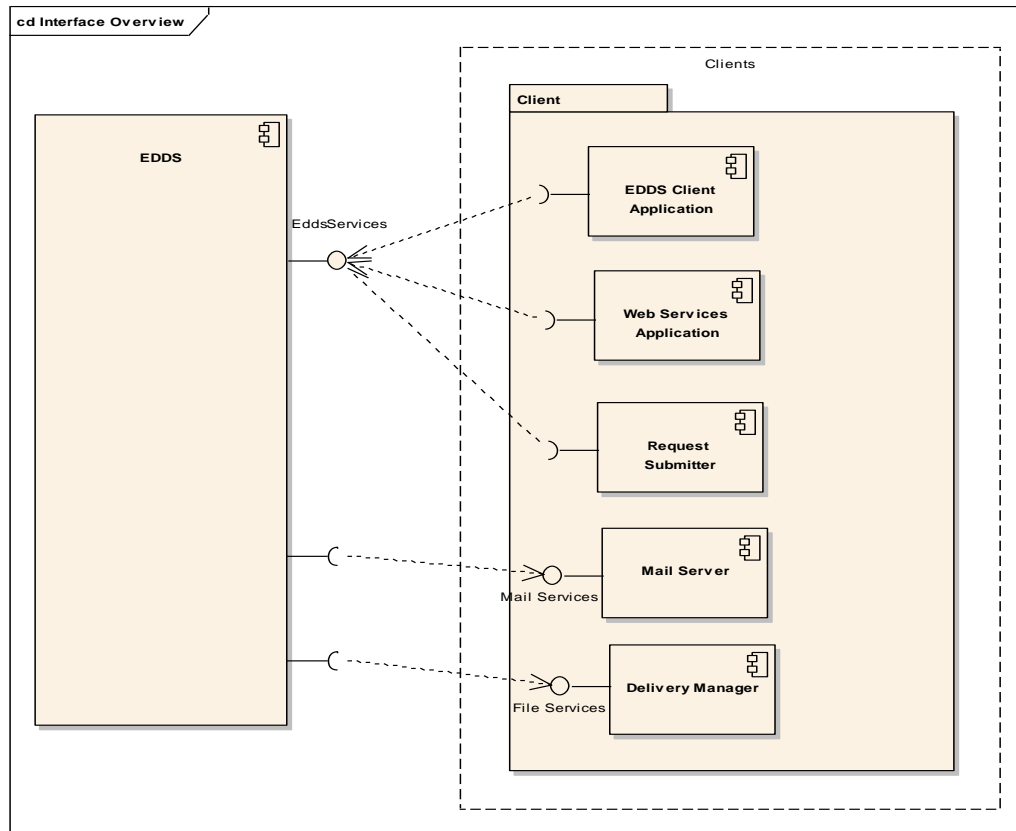 cd Interface Overview
Clients
Client
EDDS
EDDS Client
Application
EddsServices
Web Services
Application
Request
Submitter
Mail Server
Mail Services
Delivery Manager
File Services